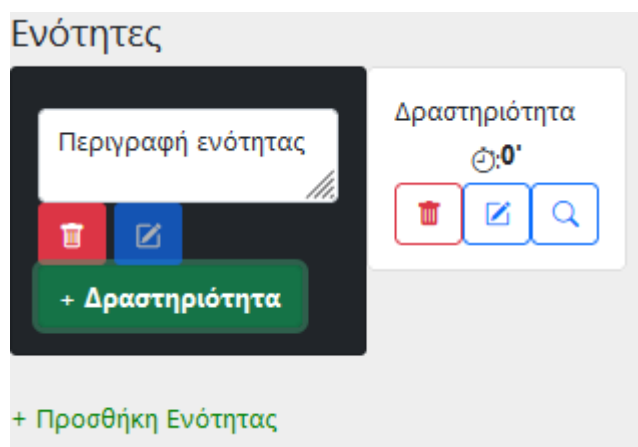 Ενότητες
Περιγραφή ενότητας
+ Δραστηριότητα
Δραστηριότητα
:0'
+ Προσθήκη Ενότητας